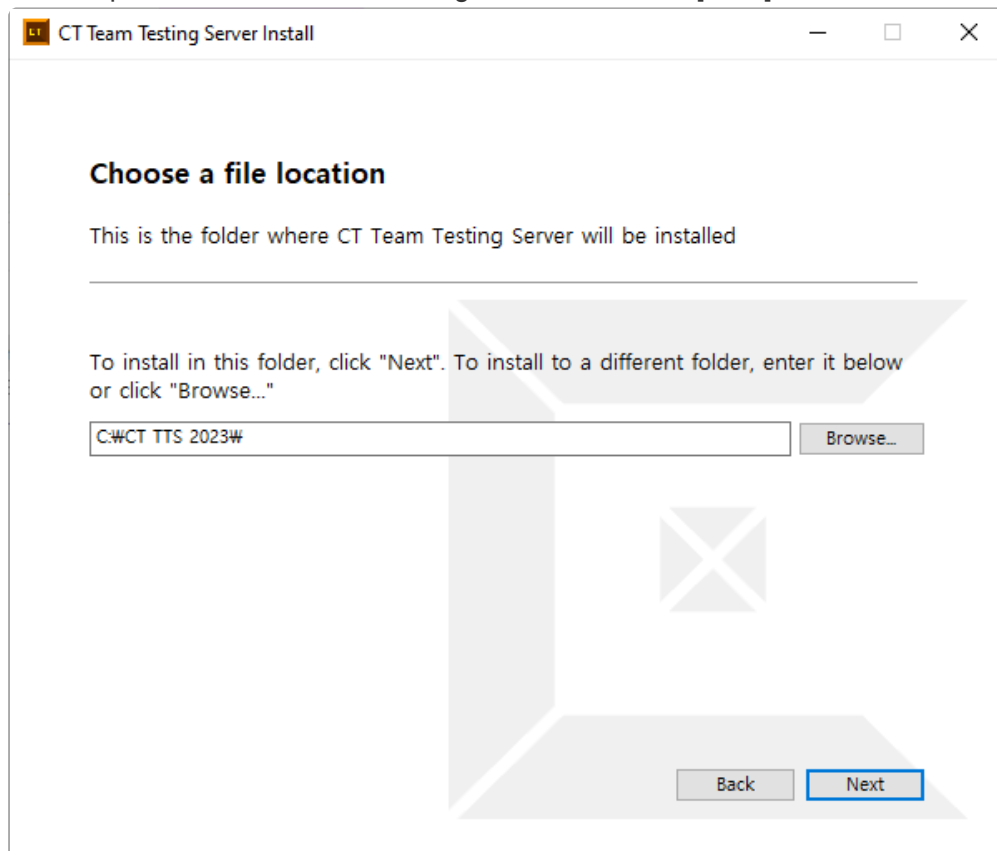 CT Team Testing Server Install
Choose a file location
This is the folder where CT Team Testing Server will be installed
To install in this folder, click "Next". To install to a different folder, enter it below
or click "Browse..."
C:₩CT TTS 2023₩
Browse...
Back
Next